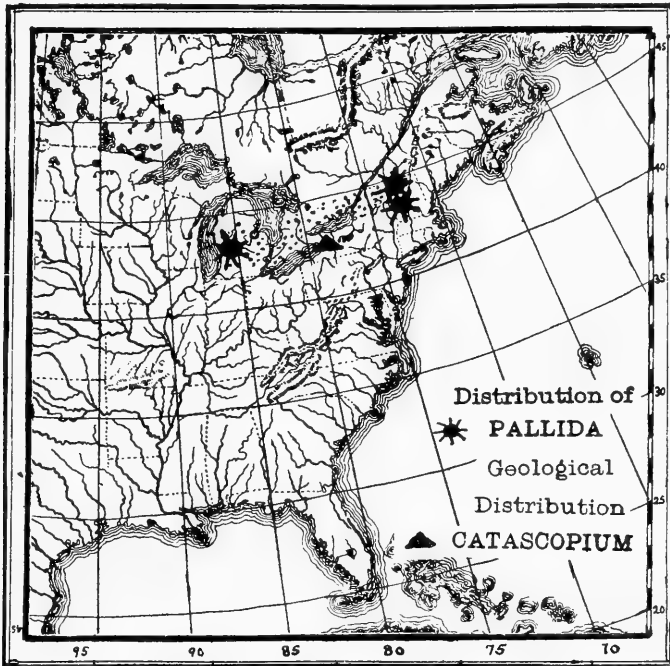 45
40
35
Distribution of
30
PALLIDA
Geological
25
Distribution
CATASCOPIUM
20
95 90 85 80 75 70